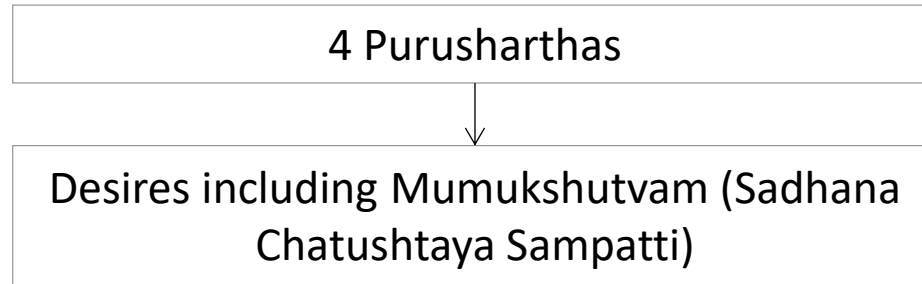 4 Purusharthas
Desires including Mumukshutvam (Sadhana
Chatushtaya Sampatti)